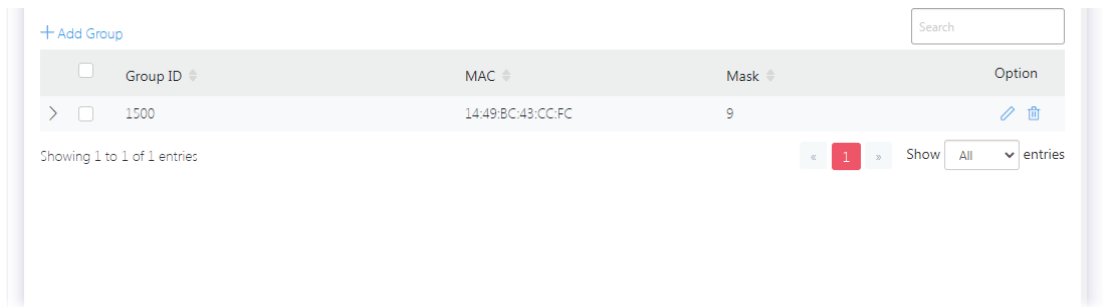 + Add Group
Search
Group ID MAC Mask Option
1500 14:49:BC:43:CC:FC 9
Showing 1 to 1 of 1 entries « 1 » Show All entries